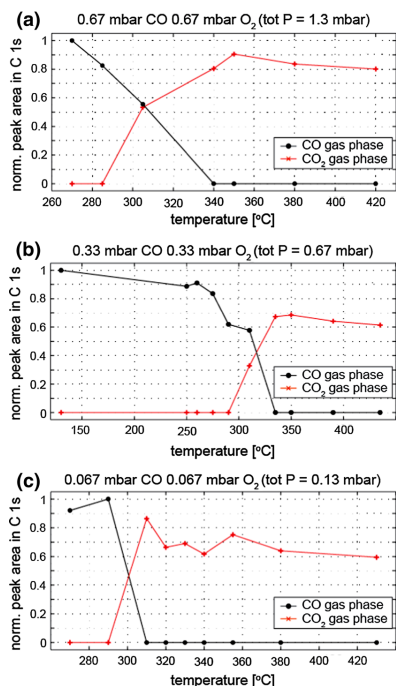 (a) 0.67 mbar CO 0.67 mbar O2 (tot P = 1.3 mbar)
norm. peak area in C 1s
1
0.8
0.6
0.4
0.2
0
CO gas phase
CO2 gas phase
260 280 300 320 340 360 380 400 420
temperature [ºC]
(b) 0.33 mbar CO 0.33 mbar O2 (tot P = 0.67 mbar)
norm. peak area in C 1s
1
0.8
0.6
0.4
0.2
0
CO gas phase
CO2 gas phase
150 200 250 300 350 400
temperature [ºC]
(c) 0.067 mbar CO 0.067 mbar O2 (tot P = 0.13 mbar)
norm. peak area in C 1s
1
0.8
0.6
0.4
0.2
0
CO gas phase
CO2 gas phase
280 300 320 340 360 380 400 420
temperature [ºC]